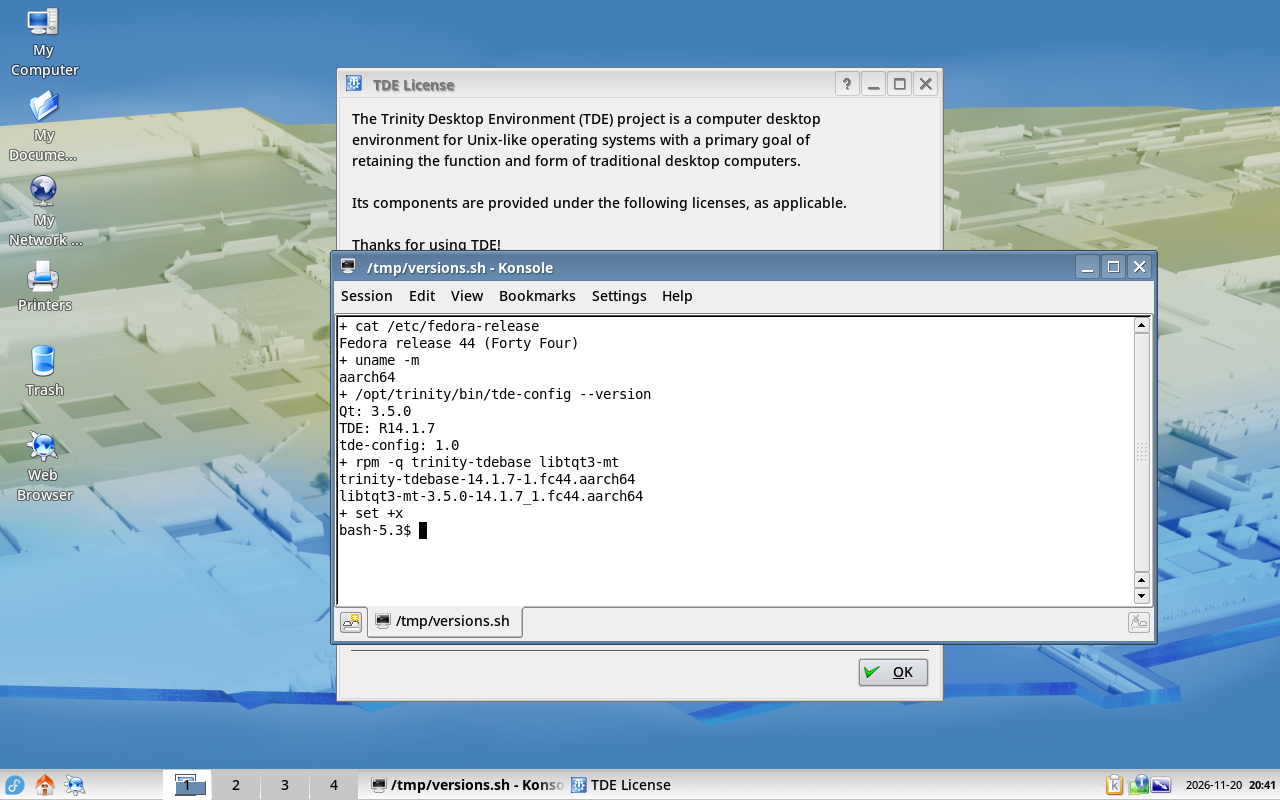 My
Computer
My
Docume...
My
Network ...
Printers
Trash
Web
Browser
TDE License
?
The Trinity Desktop Environment (TDE) project is a computer desktop
environment for Unix-like operating systems with a primary goal of
retaining the function and form of traditional desktop computers.
Its components are provided under the following licenses, as applicable.
Thanks for using TDE!
/tmp/versions.sh - Konsole
Session Edit View Bookmarks Settings Help
+ cat /etc/fedora-release
Fedora release 44 (Forty Four)
+ uname -m
aarch64
+ /opt/trinity/bin/tde-config --version
Qt: 3.5.0
TDE: R14.1.7
tde-config: 1.0
+ rpm -q trinity-tdebase libtqt3-mt
trinity-tdebase-14.1.7-1.fc44.aarch64
libtqt3-mt-3.5.0-14.1.7_1.fc44.aarch64
+ set +x
bash-5.3$
/tmp/versions.sh
OK
1 2 3 4 /tmp/versions.sh - Konso TDE License 2026-11-20 20:41